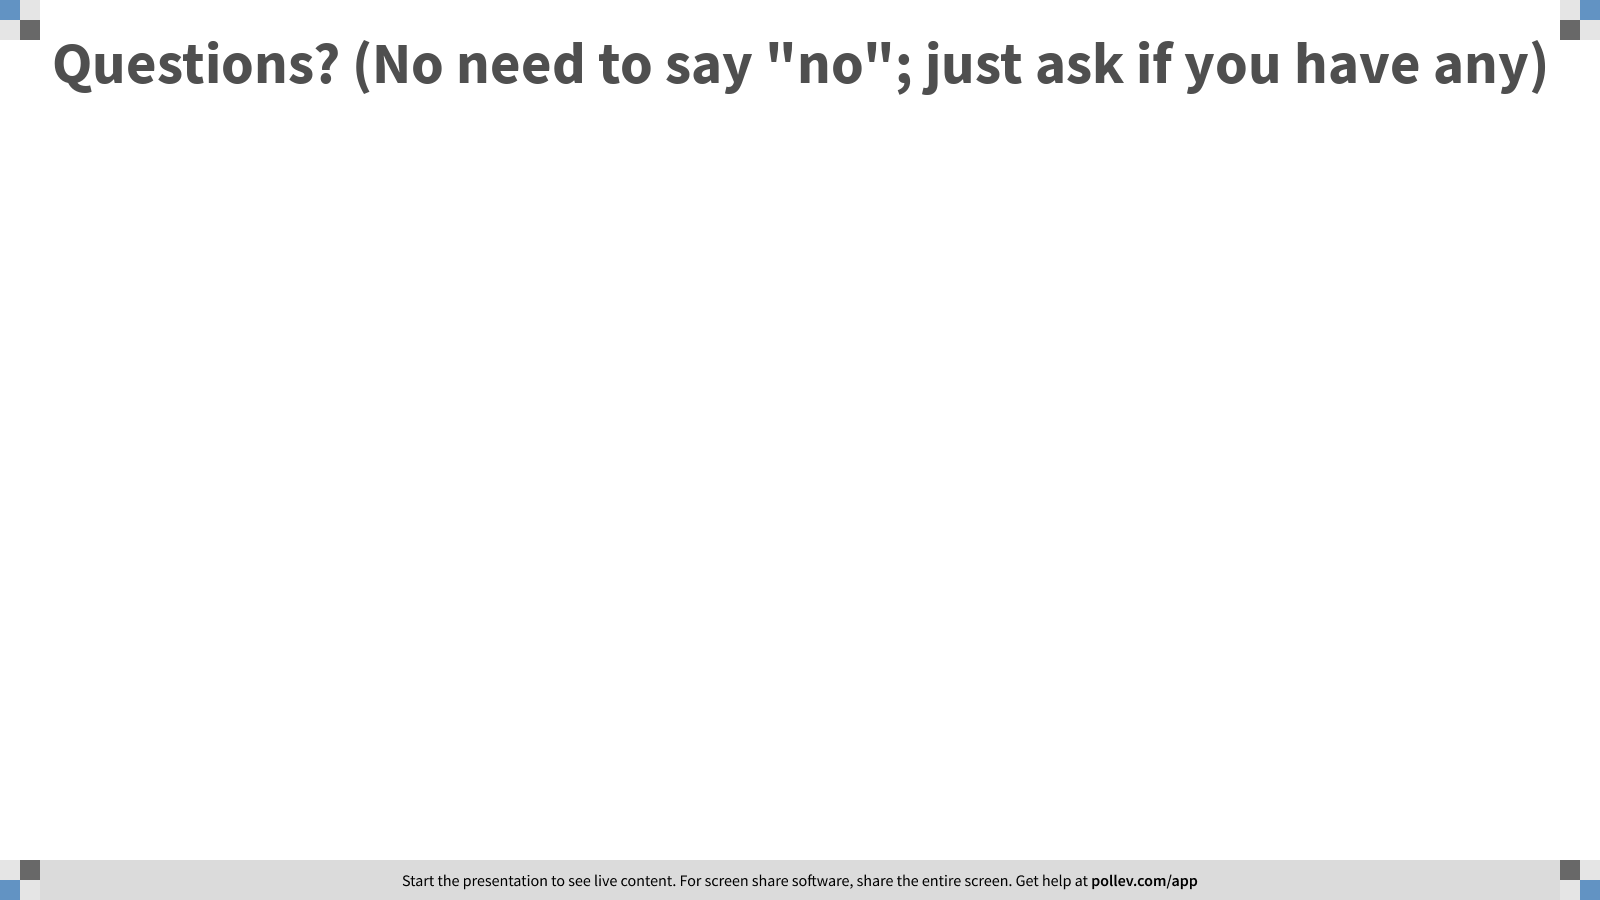 Questions? (No need to say "no"; just ask if you have any)
Start the presentation to see live content. For screen share software, share the entire screen. Get help at pollev.com/app